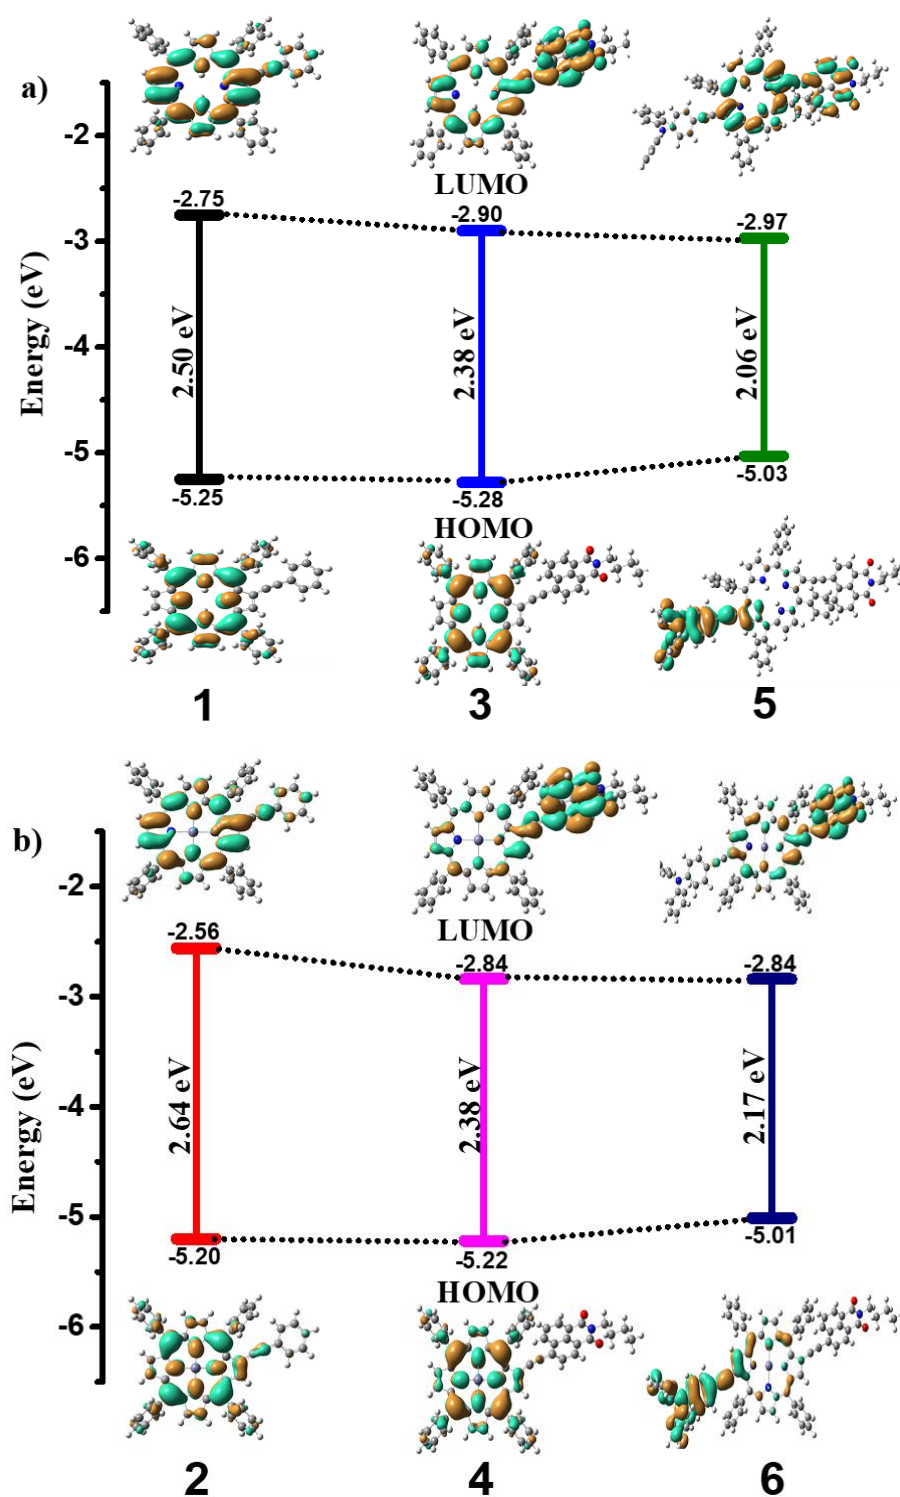 a)
Energy (eV)
-2
-3
-4
-5
-6
LUMO
-2.75
-2.90
-2.97
2.50 eV
2.38 eV
2.06 eV
-5.25
-5.28
-5.03
HOMO
1
3
5
b)
Energy (eV)
-2
-3
-4
-5
-6
LUMO
-2.56
-2.84
-2.84
2.64 eV
2.38 eV
2.17 eV
-5.20
-5.22
-5.01
HOMO
2
4
6